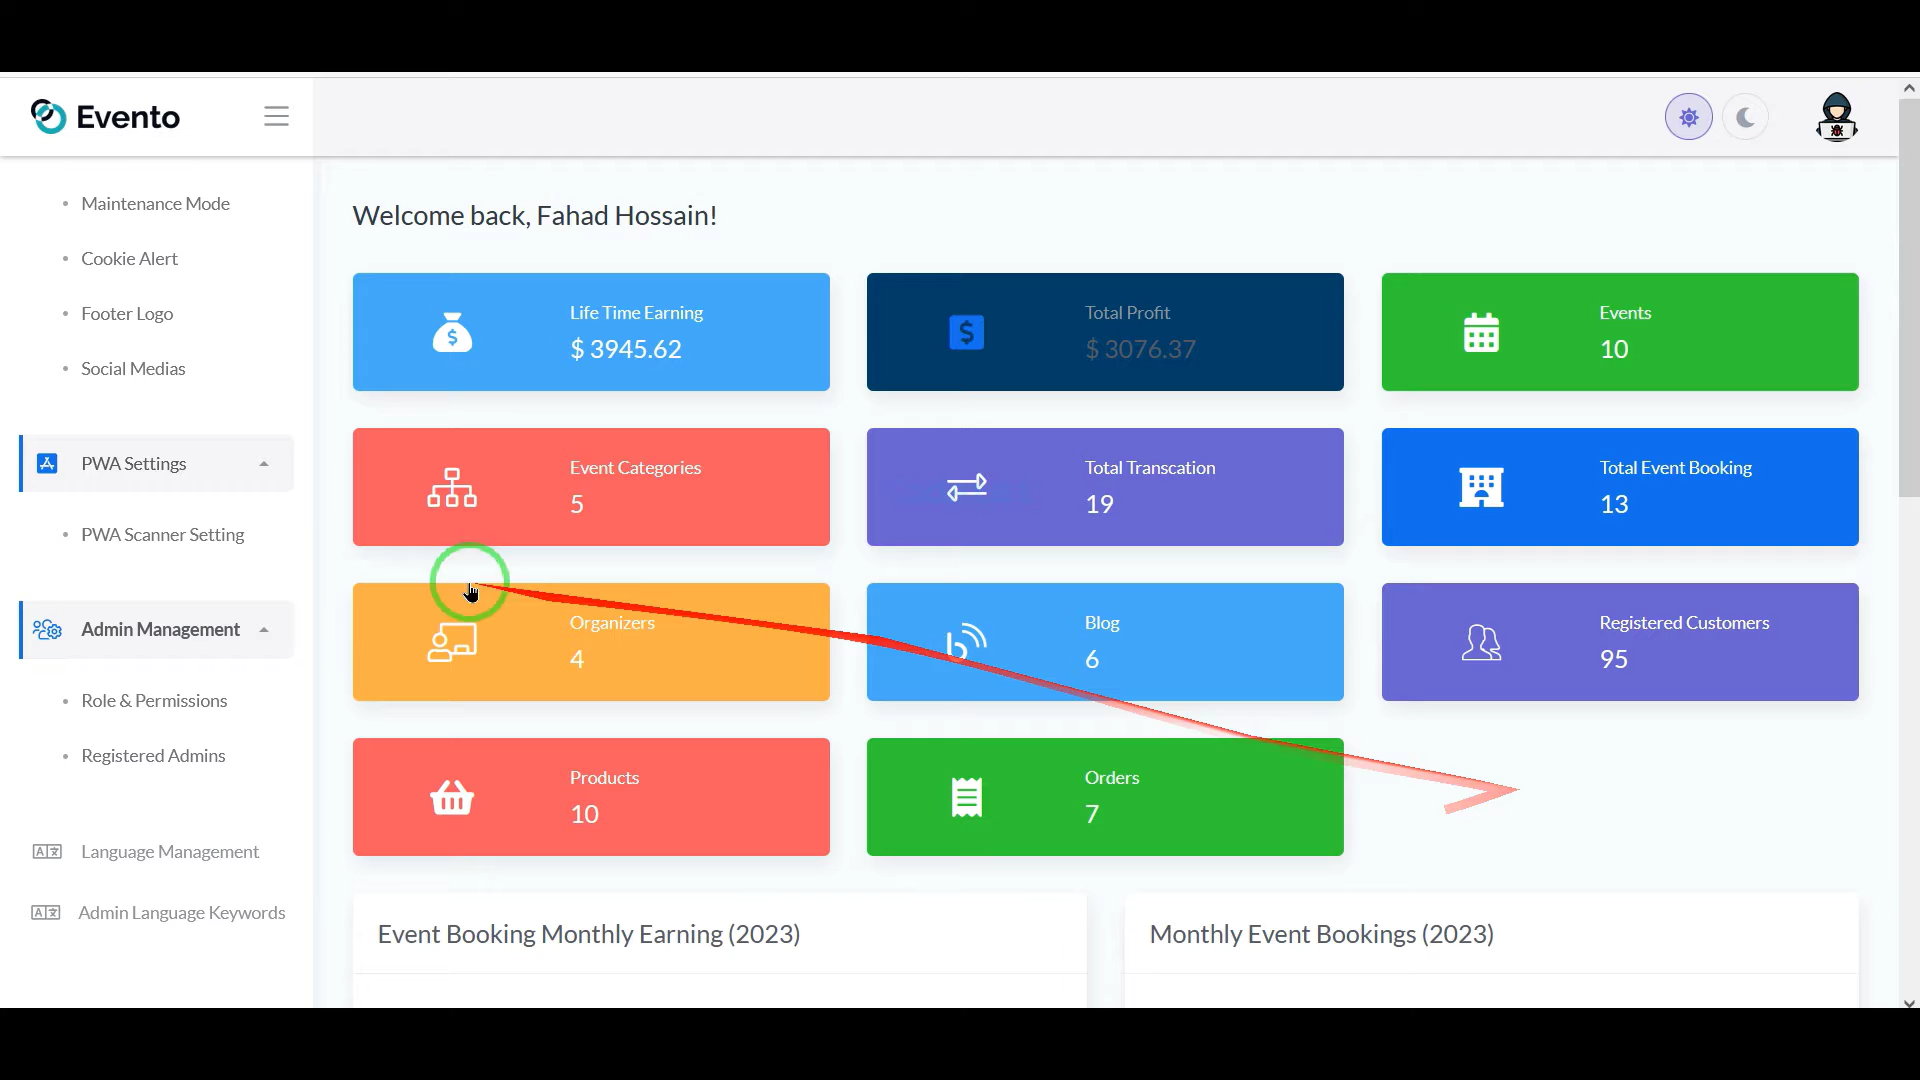 Evento
Maintenance Mode
Cookie Alert
Footer Logo
Social Medias
PWA Settings
PWA Scanner Setting
Admin Management
Role & Permissions
Registered Admins
Language Management
Admin Language Keywords
Welcome back, Fahad Hossain!
Life Time Earning
$ 3945.62
Total Profit
$ 3076.37
Events
10
Event Categories
5
Total Transcation
19
Total Event Booking
13
Organizers
4
Blog
6
Registered Customers
95
Products
10
Orders
7
Event Booking Monthly Earning (2023)
Monthly Event Bookings (2023)